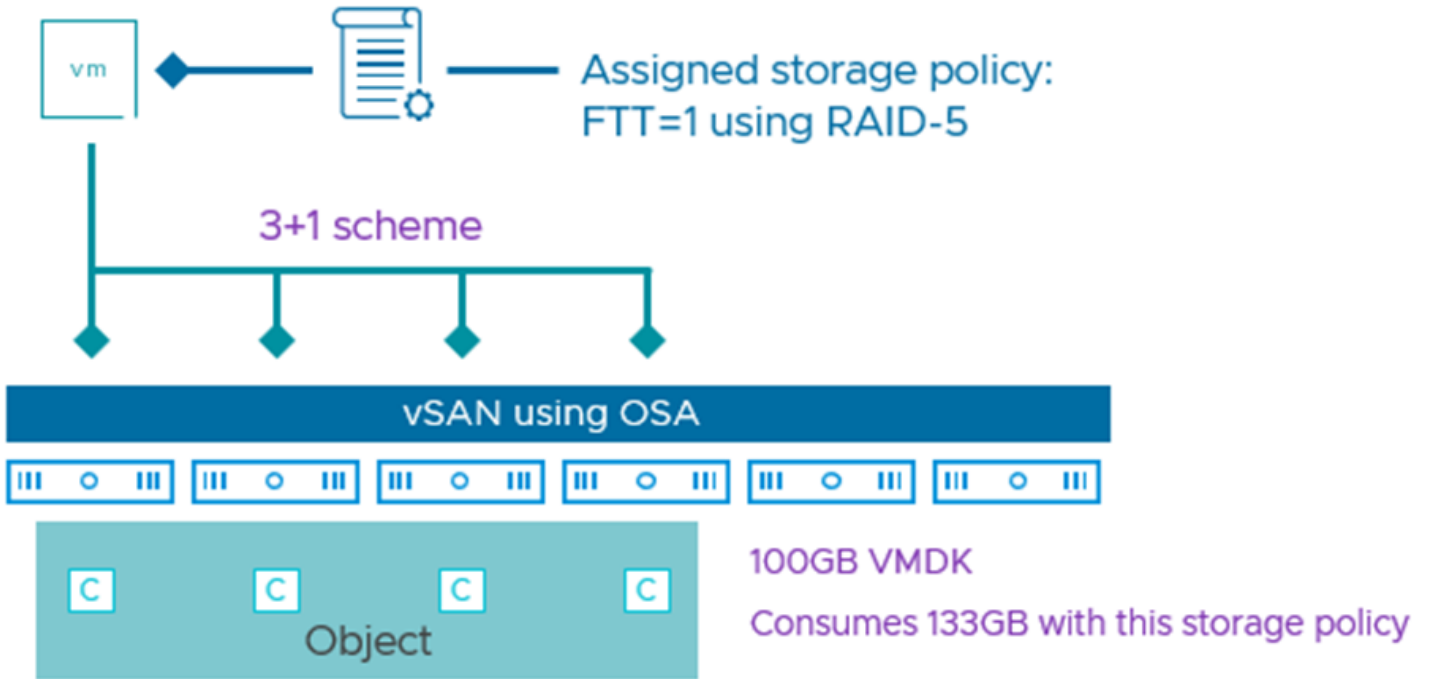 vm
Assigned storage policy:
FTT=1 using RAID-5
3+1 scheme
vSAN using OSA
C C C C
Object
100GB VMDK
Consumes 133GB with this storage policy